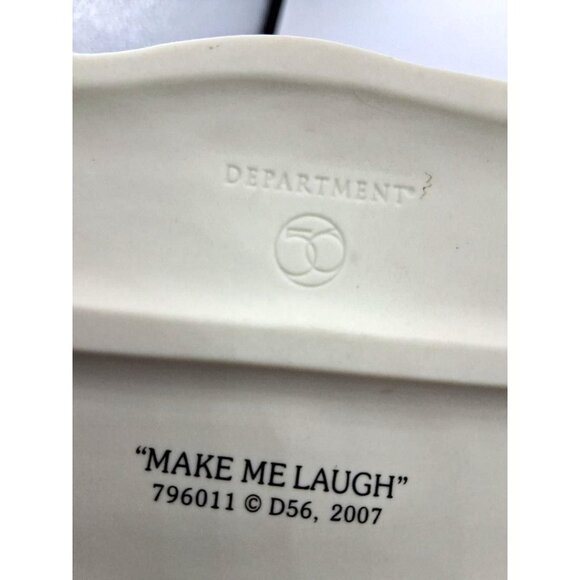 DEPARTMENT®
56
“MAKE ME LAUGH”
796011 © D56, 2007